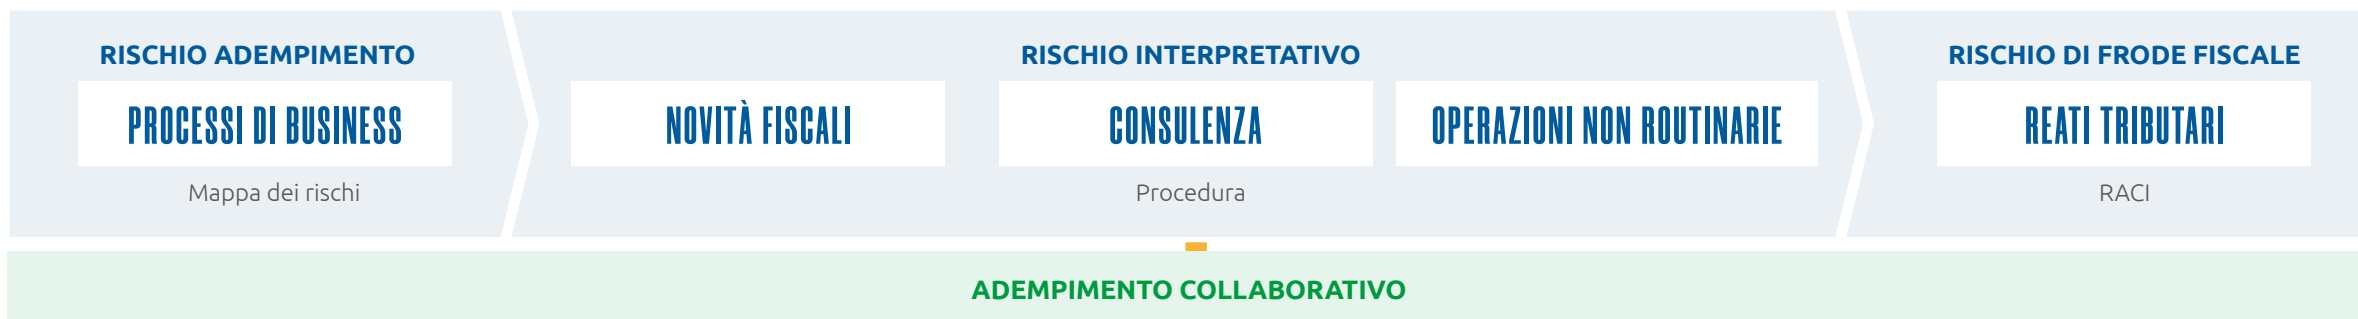 RISCHIO ADEMPIMENTO
PROCESSI DI BUSINESS
Mappa dei rischi
RISCHIO INTERPRETATIVO
NOVITÀ FISCALI
CONSULENZA
OPERAZIONI NON ROUTINARIE
Procedura
RISCHIO DI FRODE FISCALE
REATI TRIBUTARI
RACI
ADEMPIMENTO COLLABORATIVO